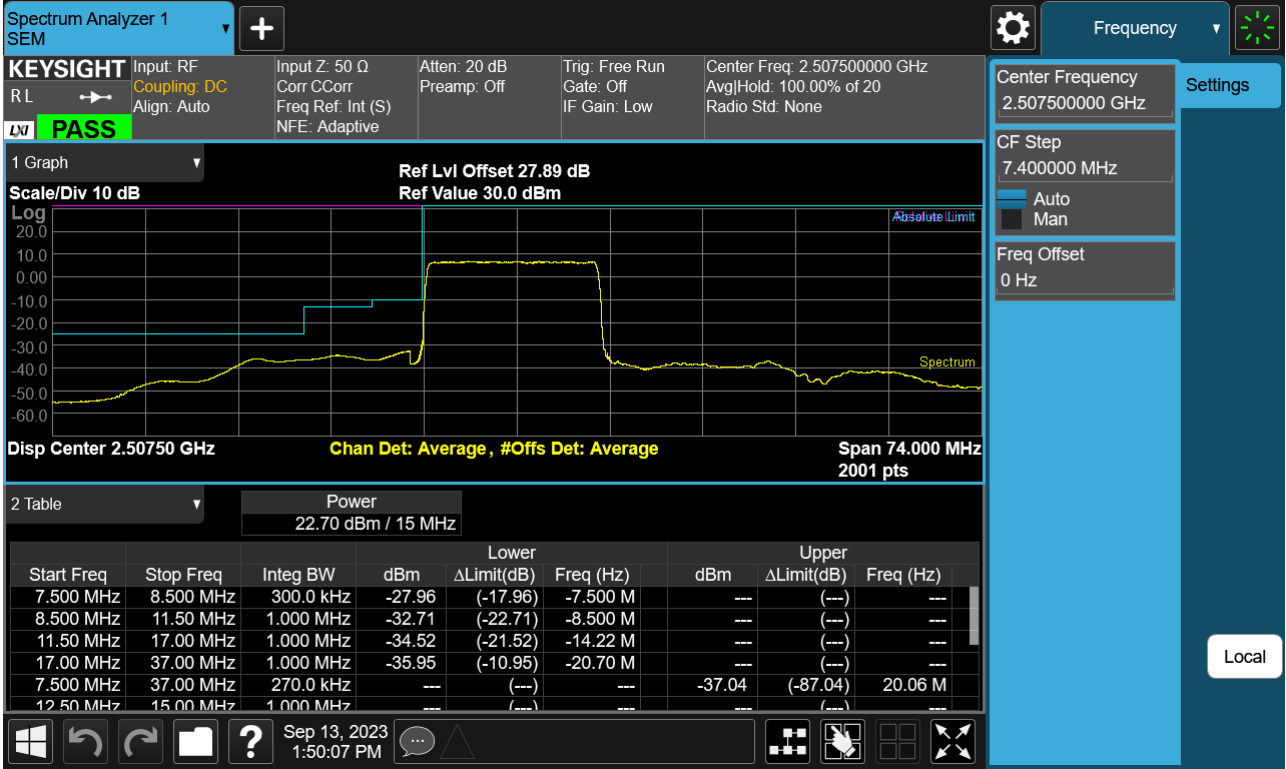 Spectrum Analyzer 1
SEM
Frequency
KEYSIGHT
R L
LXI
PASS
Input: RF
Coupling: DC
Align: Auto
Input Z: 50 Ω
Corr CCorr
Freq Ref: Int (S)
NFE: Adaptive
Atten: 20 dB
Preamp: Off
Trig: Free Run
Gate: Off
IF Gain: Low
Center Freq: 2.507500000 GHz
Avg|Hold: 100.00% of 20
Radio Std: None
Center Frequency
2.507500000 GHz
Settings
CF Step
7.400000 MHz
Auto
Man
Freq Offset
0 Hz
Local
1 Graph
Scale/Div 10 dB
Ref Lvl Offset 27.89 dB
Ref Value 30.0 dBm
Log
Absolute Limit
20.0
10.0
0.00
-10.0
-20.0
-30.0
-40.0
-50.0
-60.0
Spectrum
Disp Center 2.50750 GHz
Chan Det: Average , #Offs Det: Average
Span 74.000 MHz
2001 pts
2 Table
Power
22.70 dBm / 15 MHz
Lower Upper
Start Freq Stop Freq Integ BW dBm ΔLimit(dB) Freq (Hz) dBm ΔLimit(dB) Freq (Hz)
7.500 MHz 8.500 MHz 300.0 kHz -27.96 (-17.96) -7.500 M --- (---) ---
8.500 MHz 11.50 MHz 1.000 MHz -32.71 (-22.71) -8.500 M --- (---) ---
11.50 MHz 17.00 MHz 1.000 MHz -34.52 (-21.52) -14.22 M --- (---) ---
17.00 MHz 37.00 MHz 1.000 MHz -35.95 (-10.95) -20.70 M --- (---) ---
7.500 MHz 37.00 MHz 270.0 kHz --- (---) --- -37.04 (-87.04) 20.06 M
12.50 MHz 15.00 MHz 1.000 MHz --- (---) --- --- (---) ---
Sep 13, 2023
1:50:07 PM